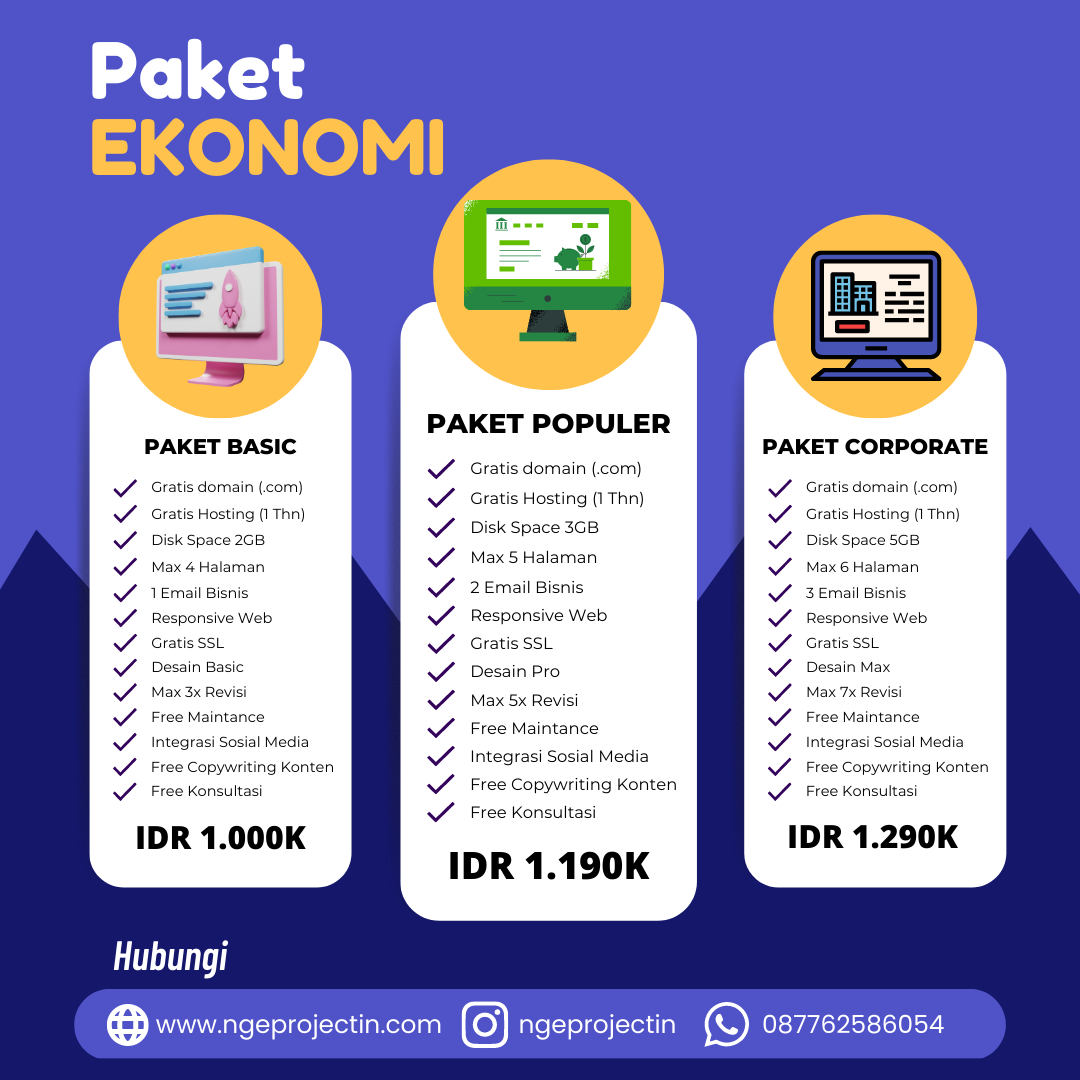 Paket
EKONOMI
PAKET BASIC
Gratis domain (.com)
Gratis Hosting (1 Thn)
Disk Space 2GB
Max 4 Halaman
1 Email Bisnis
Responsive Web
Gratis SSL
Desain Basic
Max 3x Revisi
Free Maintance
Integrasi Sosial Media
Free Copywriting Konten
Free Konsultasi
IDR 1.000K
PAKET POPULER
Gratis domain (.com)
Gratis Hosting (1 Thn)
Disk Space 3GB
Max 5 Halaman
2 Email Bisnis
Responsive Web
Gratis SSL
Desain Pro
Max 5x Revisi
Free Maintance
Integrasi Sosial Media
Free Copywriting Konten
Free Konsultasi
IDR 1.190K
PAKET CORPORATE
Gratis domain (.com)
Gratis Hosting (1 Thn)
Disk Space 5GB
Max 6 Halaman
3 Email Bisnis
Responsive Web
Gratis SSL
Desain Max
Max 7x Revisi
Free Maintance
Integrasi Sosial Media
Free Copywriting Konten
Free Konsultasi
IDR 1.290K
Hubungi
www.ngeprojectin.com
ngeprojectin
087762586054